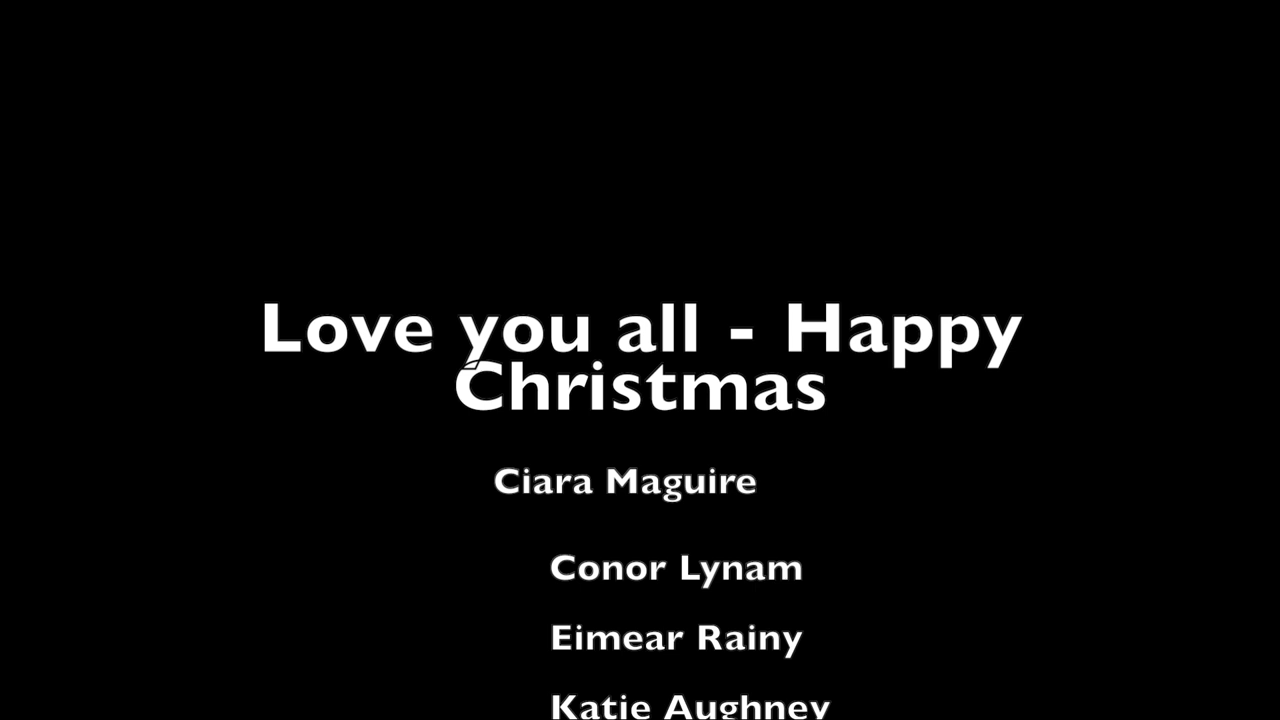 Love you all - Happy
Christmas
Ciara Maguire
Conor Lynam
Eimear Rainy
Katie Aughney